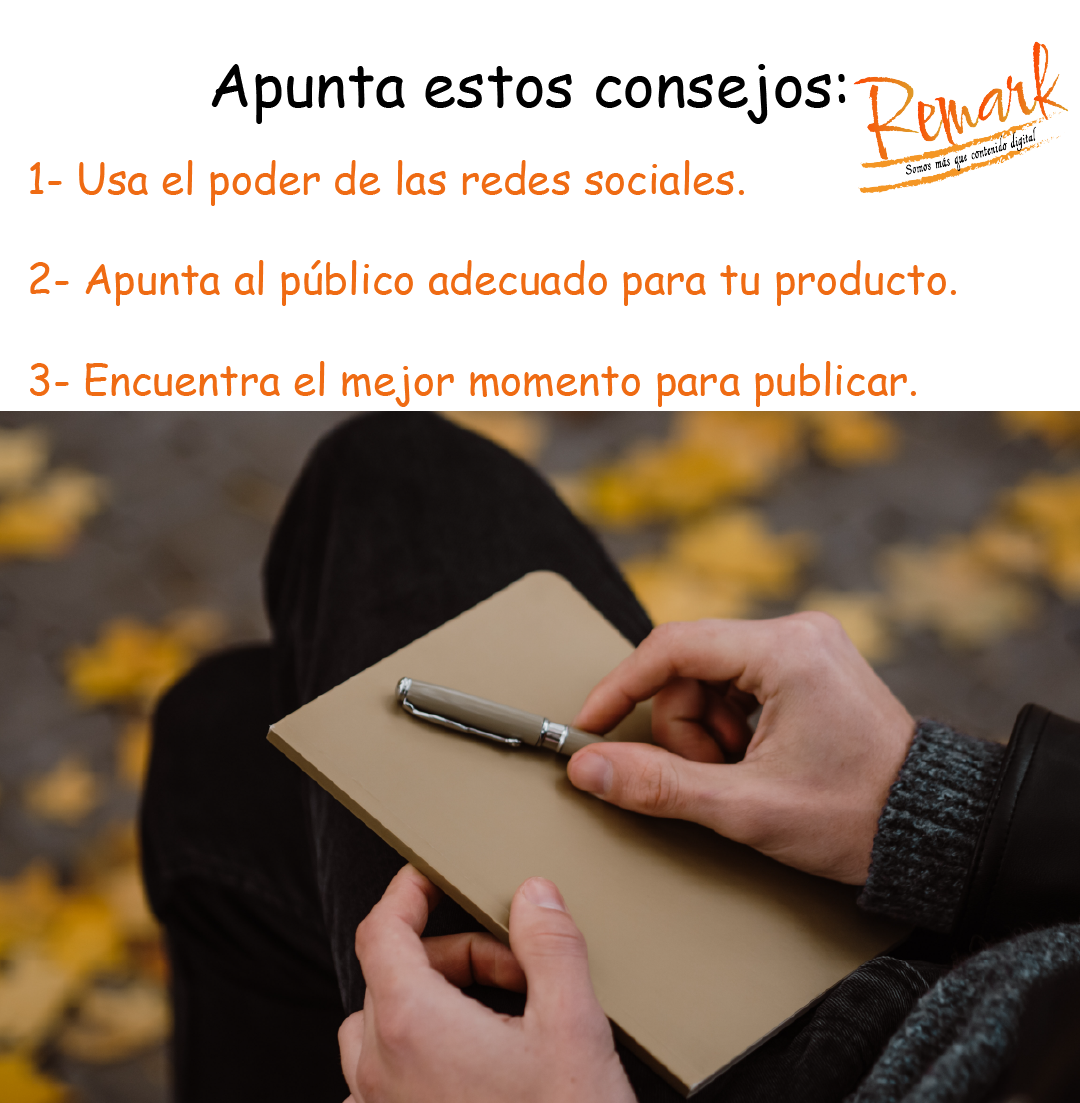 Apunta estos consejos:
Remark
Somos más que contenido digital
1- Usa el poder de las redes sociales.
2- Apunta al público adecuado para tu producto.
3- Encuentra el mejor momento para publicar.